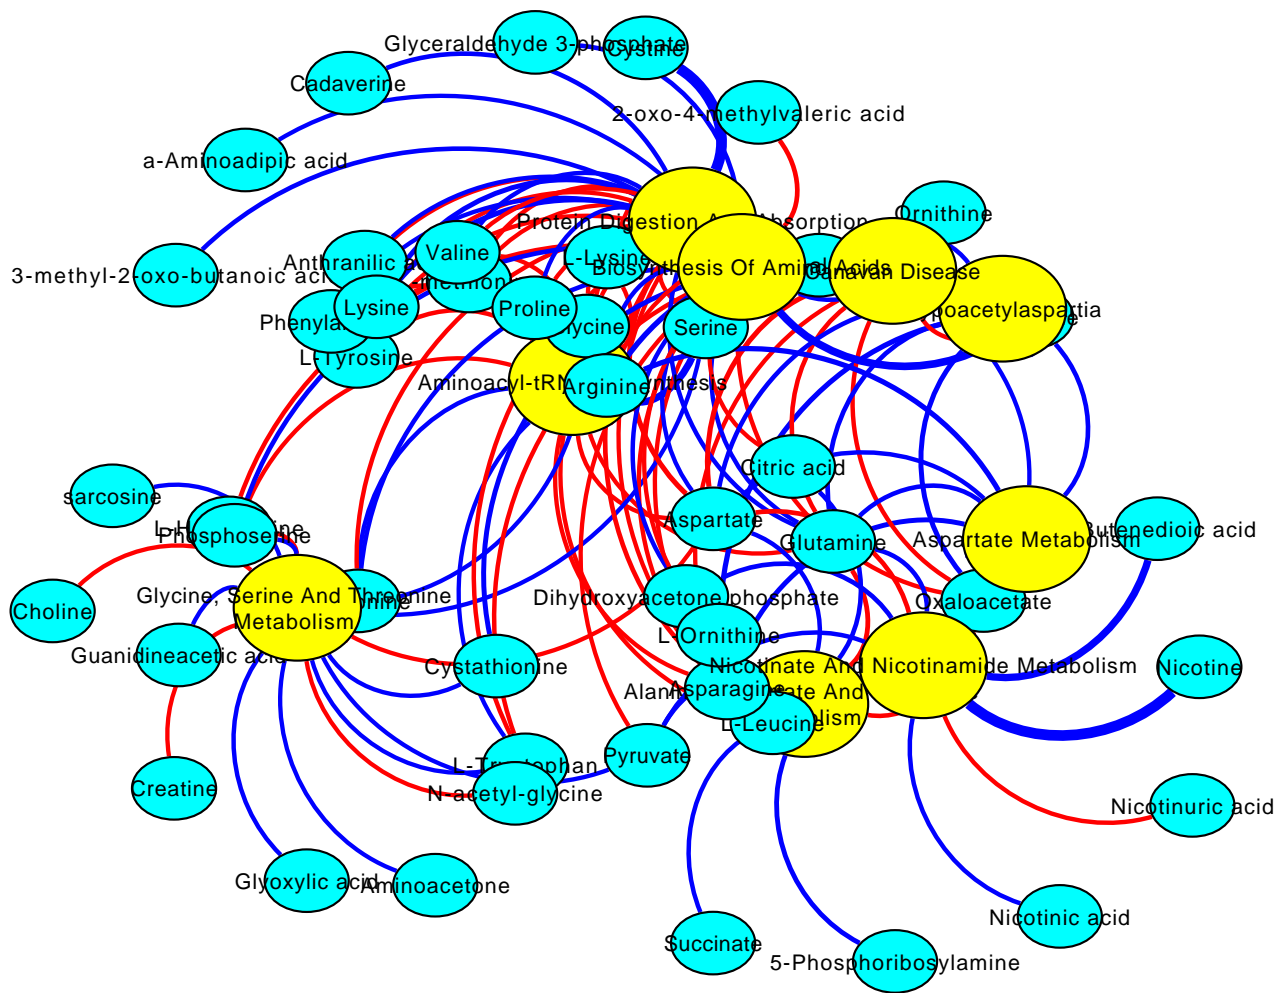 Glyceraldehyde 3-phosphate
Cystine
Cadaverine
2-oxo-4-methylvaleric acid
a-Aminoadipic acid
Protein Digestion And Absorption
Ornithine
Valine
L-Lysine
Anthranilic
3-methyl-2-oxo-butanoic acid
Biosynthesis Of Amino Acids
Canavan Disease
Lysine
Proline
Serine
L-Tyrosine
Arginine
Citric acid
sarcosine
Aspartate
Phosphoserine
Glutamine
Aspartate Metabolism
Butenedioic acid
Glycine, Serine And Threonine
Metabolism
Choline
Dihydroxyacetone phosphate
Oxaloacetate
L-Ornithine
Guanidineacetic acid
Cystathionine
Nicotinate And Nicotinamide Metabolism
Nicotine
Asparagine
L-Leucine
Pyruvate
L-Tryptophan
Creatine
N-acetyl-glycine
Nicotinuric acid
Glyoxylic acid
Aminoacetone
Nicotinic acid
Succinate
5-Phosphoribosylamine